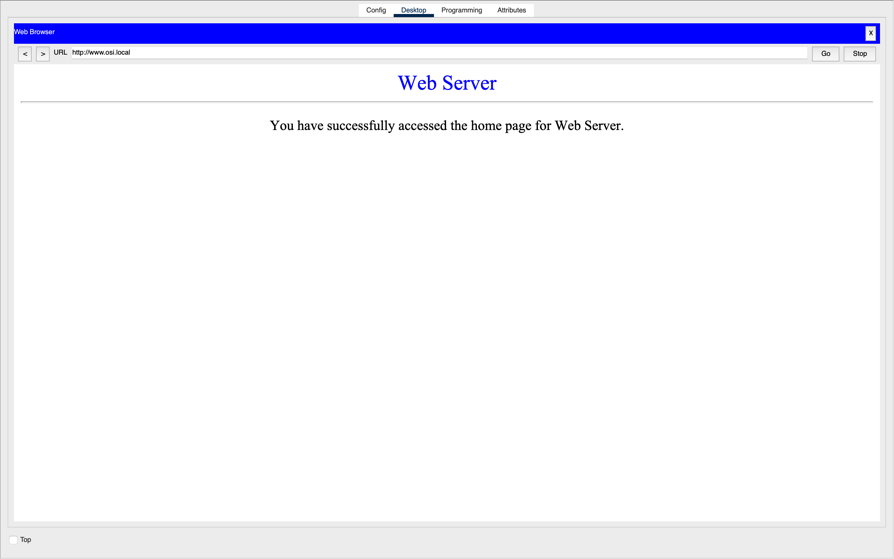 Config Desktop Programming Attributes
Web Browser X
< > URL http://www.osi.local Go Stop
Web Server
You have successfully accessed the home page for Web Server.
Top